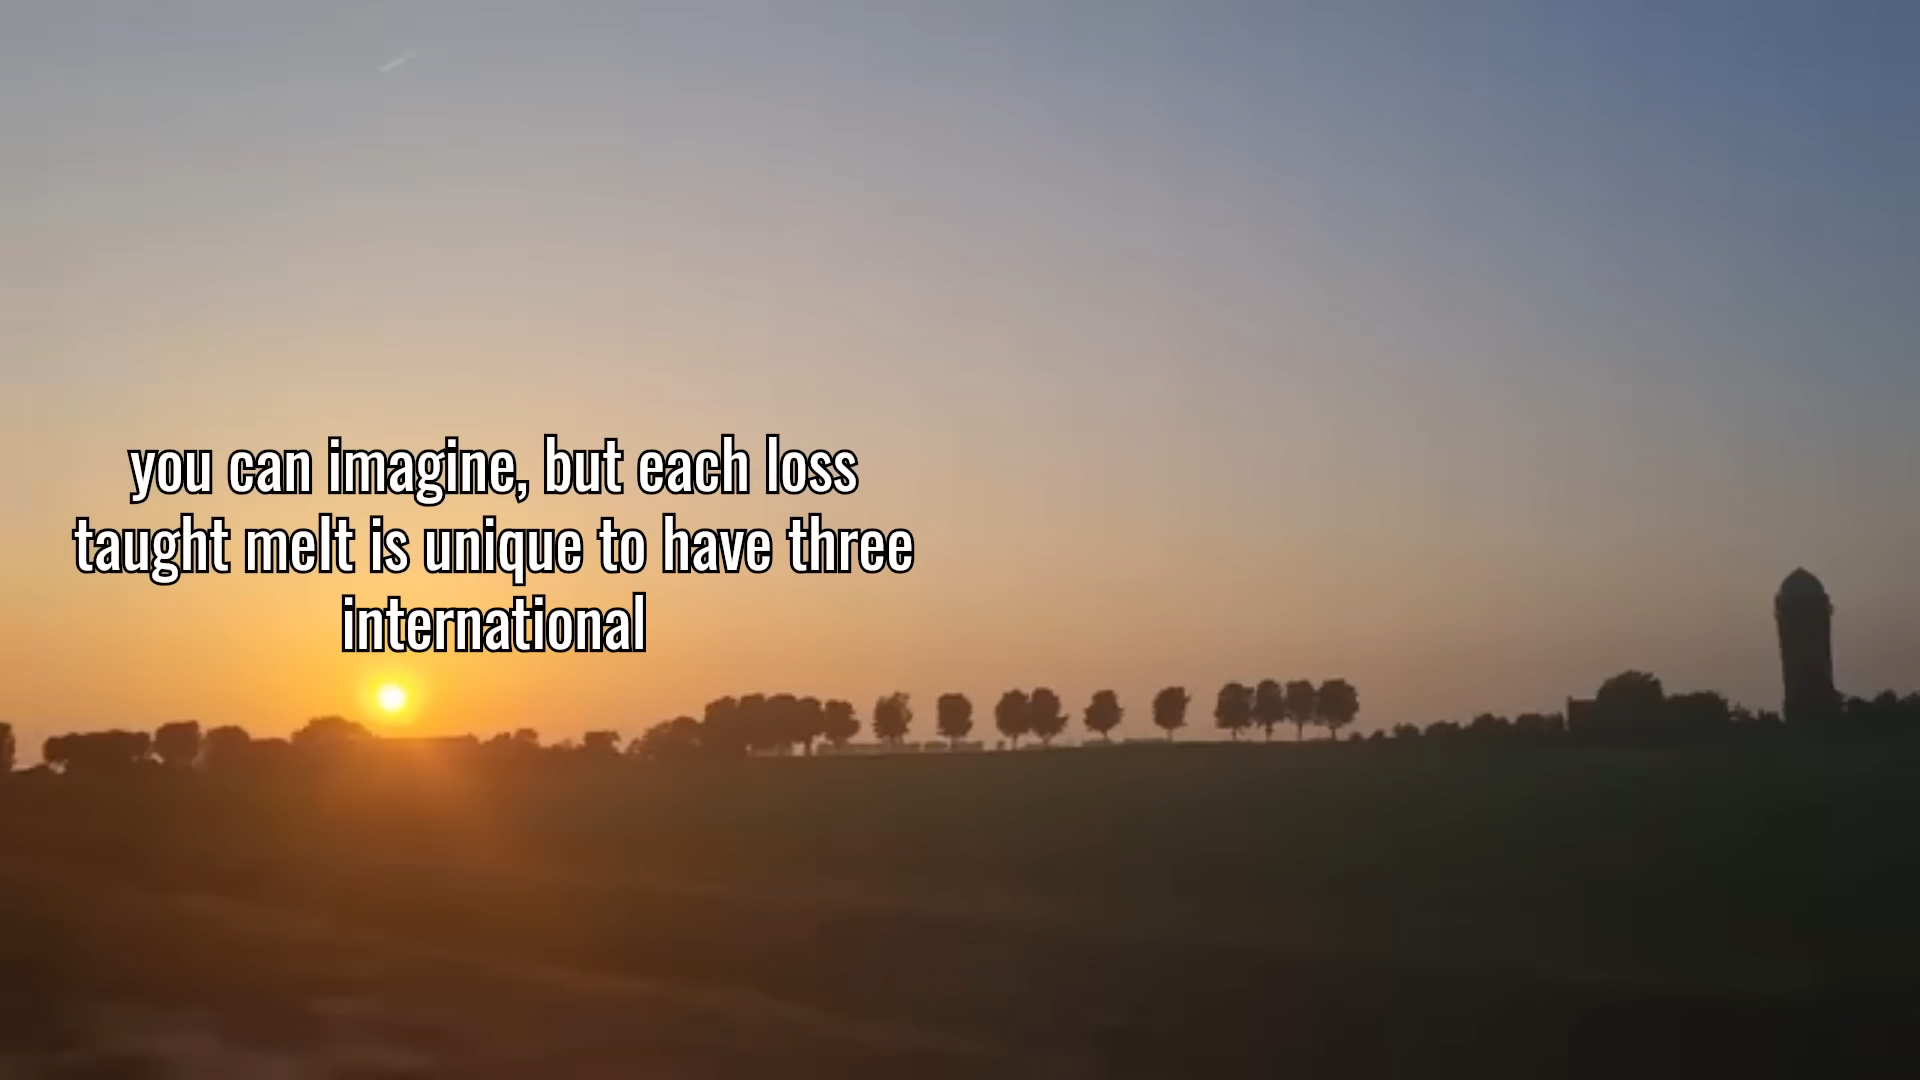 you can imagine, but each loss
taught melt is unique to have three
international